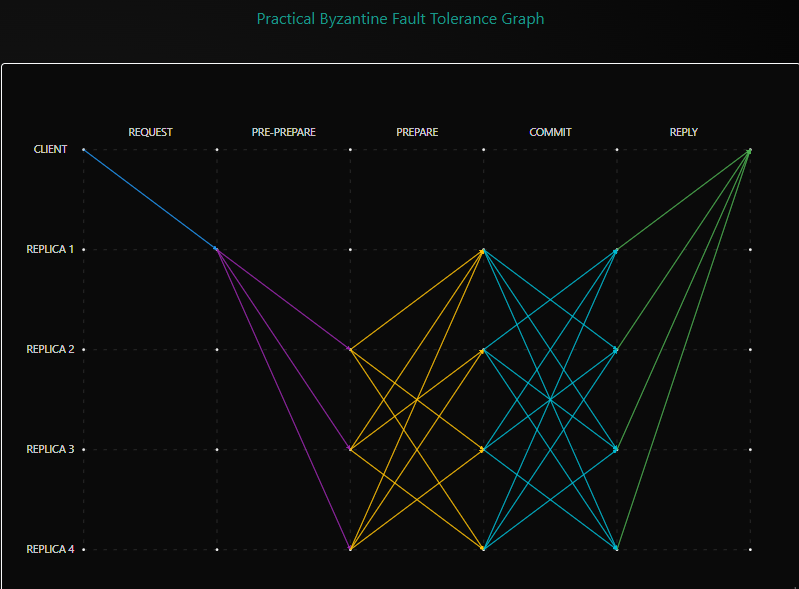 Practical Byzantine Fault Tolerance Graph
REQUEST PRE-PREPARE PREPARE COMMIT REPLY
CLIENT
REPLICA 1
REPLICA 2
REPLICA 3
REPLICA 4